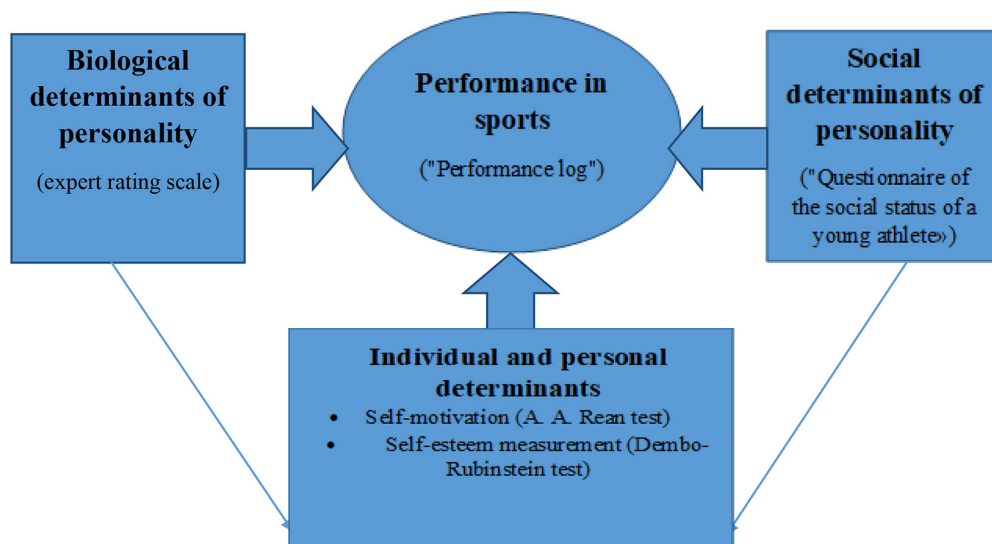 Biological
determinants of
personality
(expert rating scale)
Performance in
sports
("Performance log")
Social
determinants of
personality
("Questionnaire of
the social status of a
young athlete»)
Individual and personal
determinants
• Self-motivation (A. A. Rean test)
• Self-esteem measurement (Dembo-
Rubinstein test)